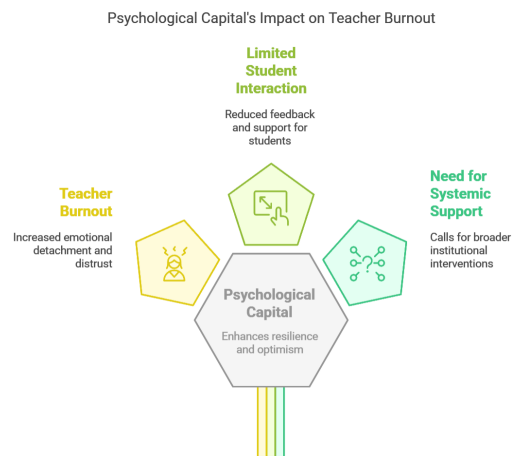 Psychological Capital's Impact on Teacher Burnout
Limited
Student
Interaction
Reduced feedback
and support for
students
Teacher
Burnout
Increased emotional
detachment and
distrust
Need for
Systemic
Support
Calls for broader
institutional
interventions
Psychological
Capital
Enhances resilience
and optimism